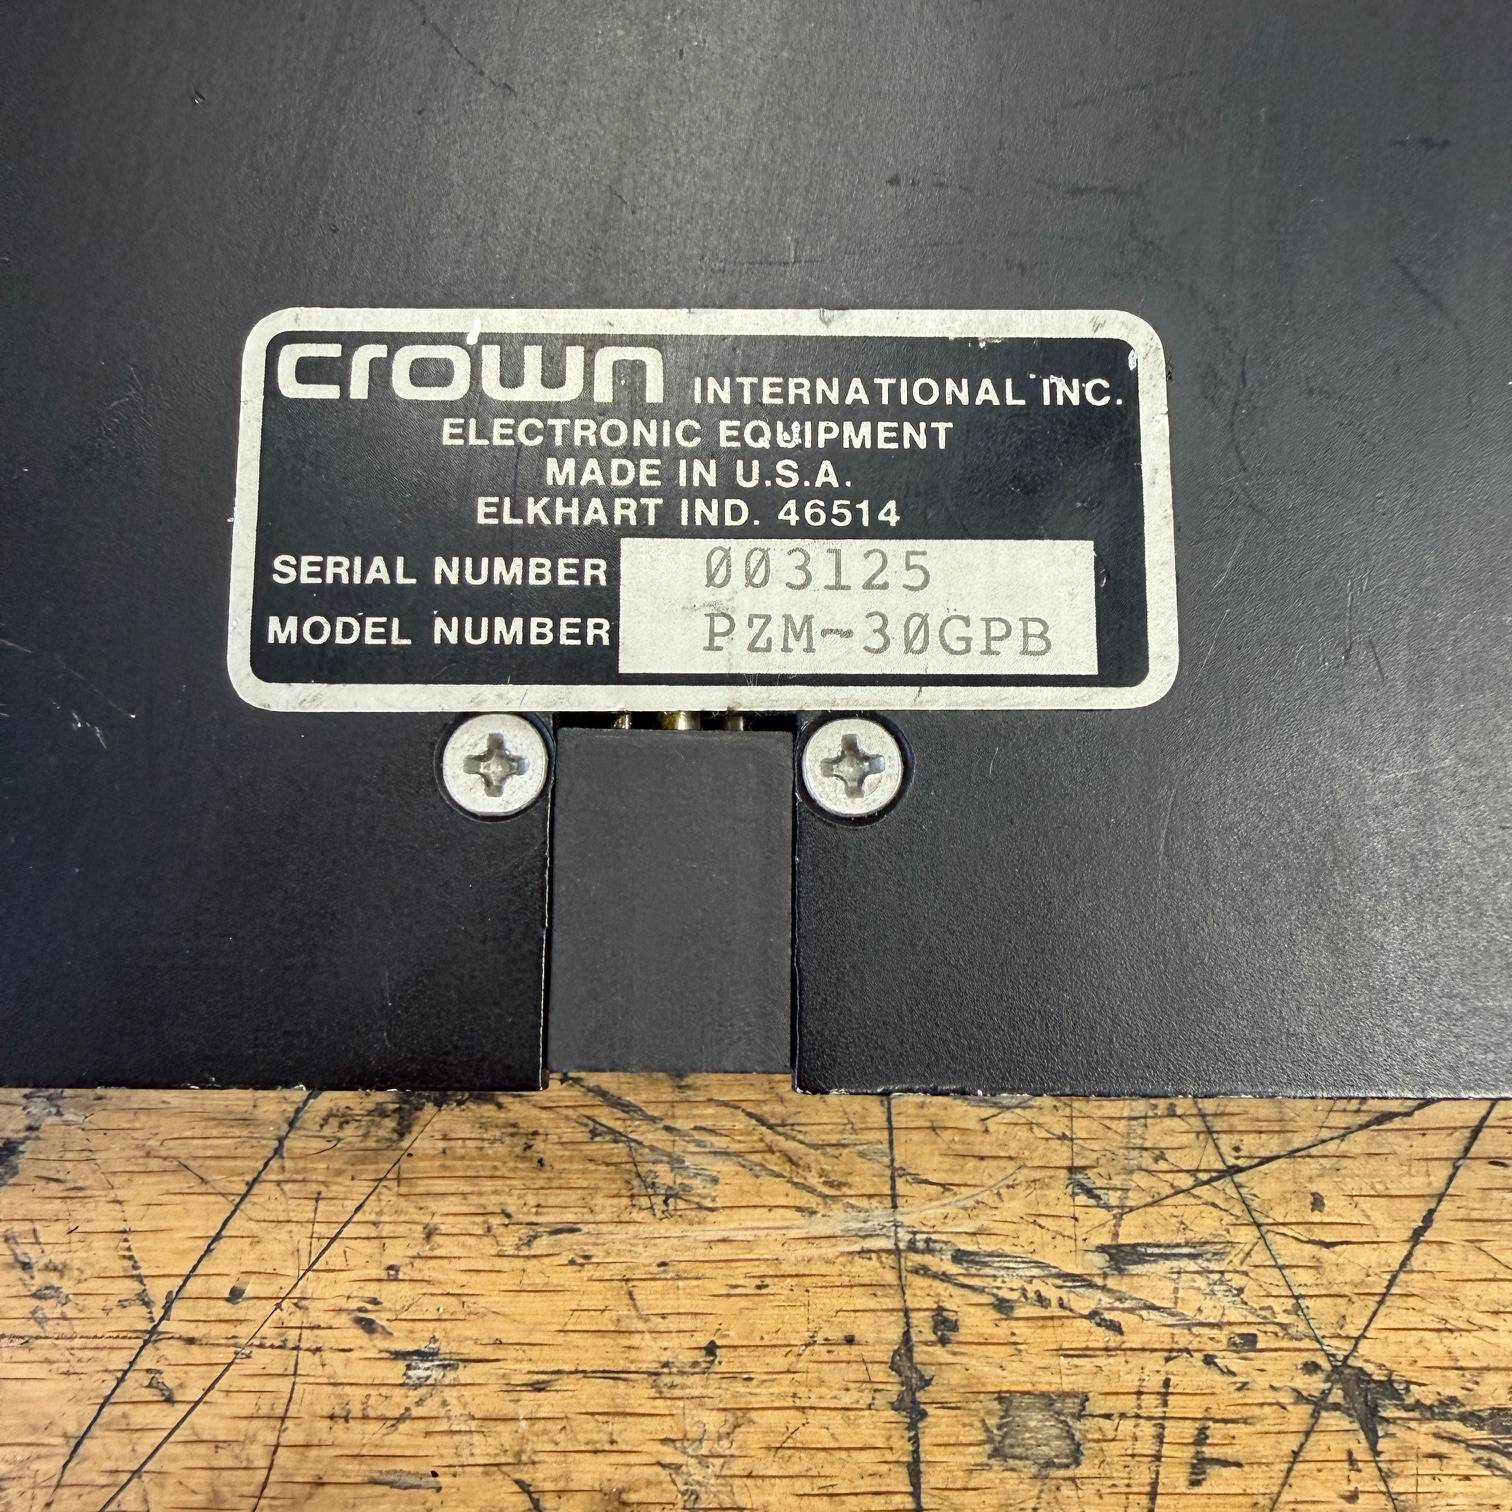 crown INTERNATIONAL INC.
ELECTRONIC EQUIPMENT
MADE IN U.S.A.
ELKHART IND. 46514
SERIAL NUMBER 003125
MODEL NUMBER PZM-30GPB